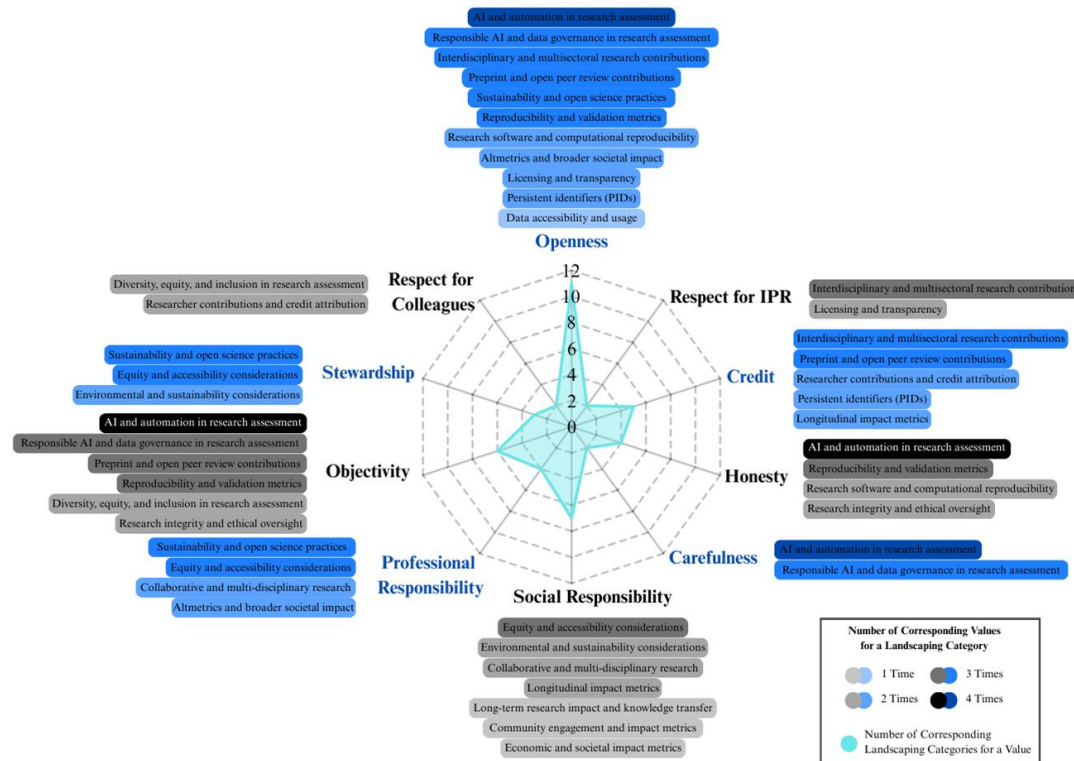 AI and automation in research assessment
Responsible AI and data governance in research assessment
Interdisciplinary and multisectoral research contributions
Preprint and open peer review contributions
Sustainability and open science practices
Reproducibility and validation metrics
Research software and computational reproducibility
Altmetrics and broader societal impact
Licensing and transparency
Persistent identifiers (PIDs)
Data accessibility and usage
Openness
12
10
8
6
4
2
0
Respect for
Colleagues
Diversity, equity, and inclusion in research assessment
Researcher contributions and credit attribution
Respect for IPR
Interdisciplinary and multisectoral research contribution
Licensing and transparency
Stewardship
Sustainability and open science practices
Equity and accessibility considerations
Environmental and sustainability considerations
Credit
Interdisciplinary and multisectoral research contributions
Preprint and open peer review contributions
Researcher contributions and credit attribution
Persistent identifiers (PIDs)
Longitudinal impact metrics
Objectivity
AI and automation in research assessment
Responsible AI and data governance in research assessment
Preprint and open peer review contributions
Reproducibility and validation metrics
Diversity, equity, and inclusion in research assessment
Research integrity and ethical oversight
Honesty
AI and automation in research assessment
Reproducibility and validation metrics
Research software and computational reproducibility
Research integrity and ethical oversight
Professional
Responsibility
Sustainability and open science practices
Equity and accessibility considerations
Collaborative and multi-disciplinary research
Altmetrics and broader societal impact
Carefulness
AI and automation in research assessment
Responsible AI and data governance in research assessment
Social Responsibility
Equity and accessibility considerations
Environmental and sustainability considerations
Collaborative and multi-disciplinary research
Longitudinal impact metrics
Long-term research impact and knowledge transfer
Community engagement and impact metrics
Economic and societal impact metrics
Number of Corresponding Values
for a Landscaping Category
1 Time
3 Times
2 Times
4 Times
Number of Corresponding
Landscaping Categories for a Value